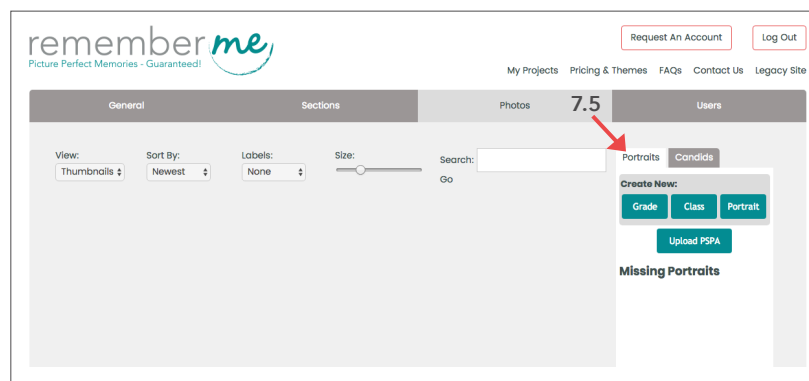 remember me
Picture Perfect Memories - Guaranteed!
Request An Account
Log Out
My Projects Pricing & Themes FAQs Contact Us Legacy Site
General Sections Photos 7.5 Users
View: Sort By: Labels: Size:
Thumbnails Newest None
Search:
Go
Portraits Candids
Create New:
Grade Class Portrait
Upload PSPA
Missing Portraits